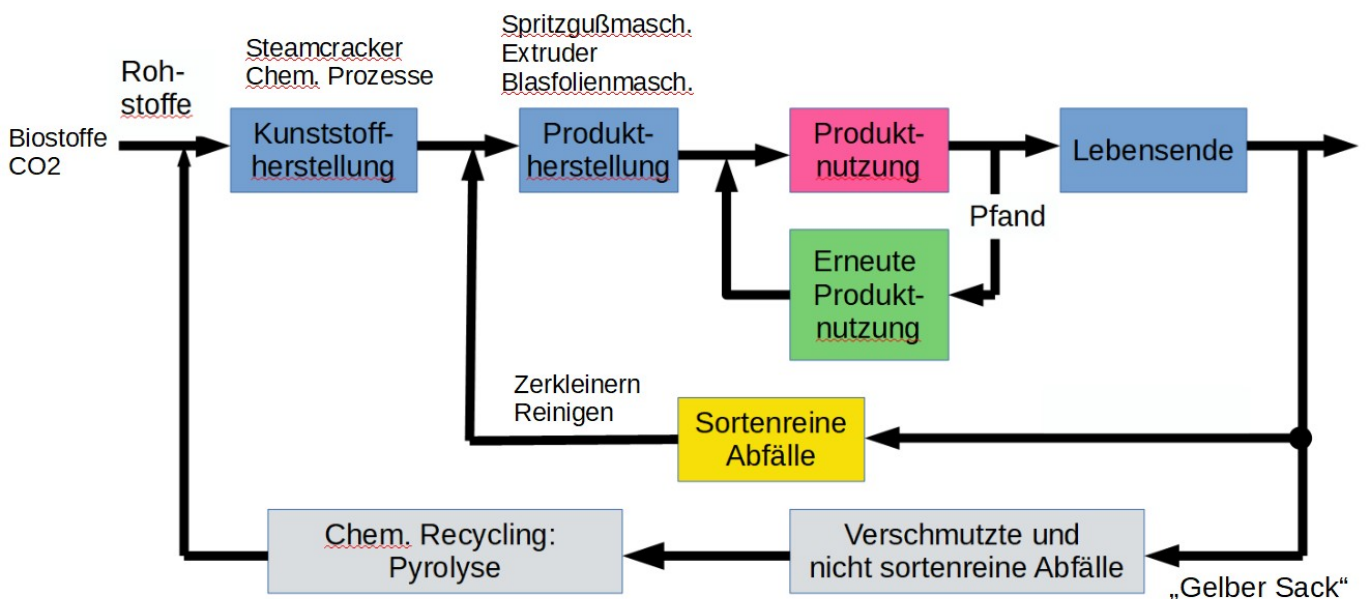 Spritzgußmasch.
Extruder
Blasfolienmasch.
Steamcracker
Chem. Prozesse
Roh-
stoffe
Biostoffe
CO2
Kunststoff-
herstellung
Produkt-
herstellung
Produkt-
nutzung
Lebensende
Pfand
Erneute
Produkt-
nutzung
Zerkleinern
Reinigen
Sortenreine
Abfälle
Chem. Recycling:
Pyrolyse
Verschmutzte und
nicht sortenreine Abfälle
„Gelber Sack“